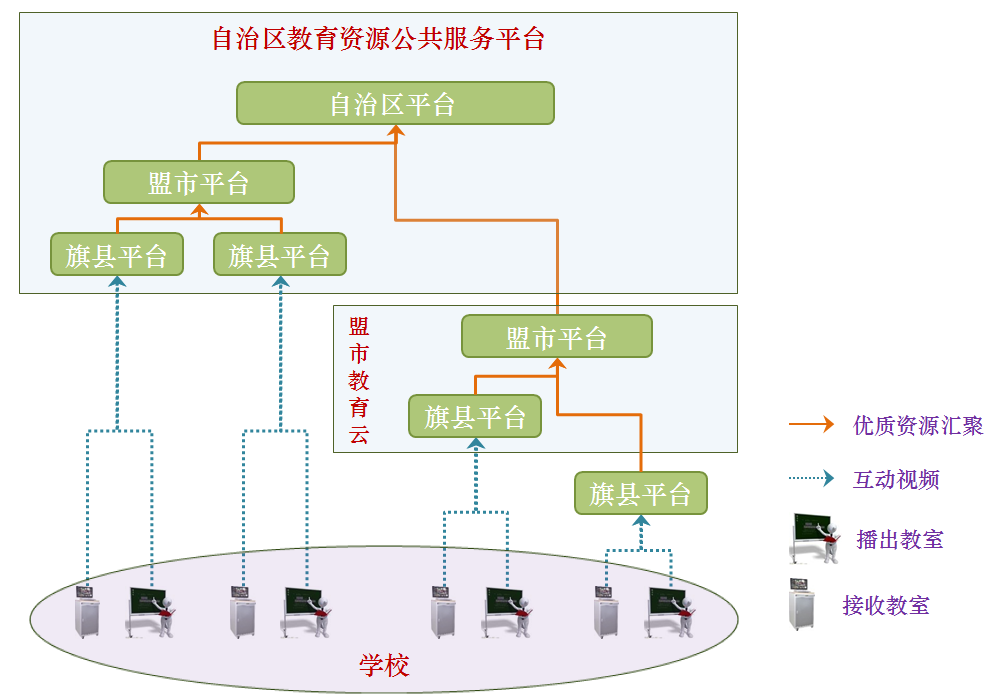 自治区教育资源公共服务平台
自治区平台
盟市平台
旗县平台
旗县平台
盟市教育云
盟市平台
旗县平台
旗县平台
优质资源汇聚
互动视频
播出教室
接收教室
学校